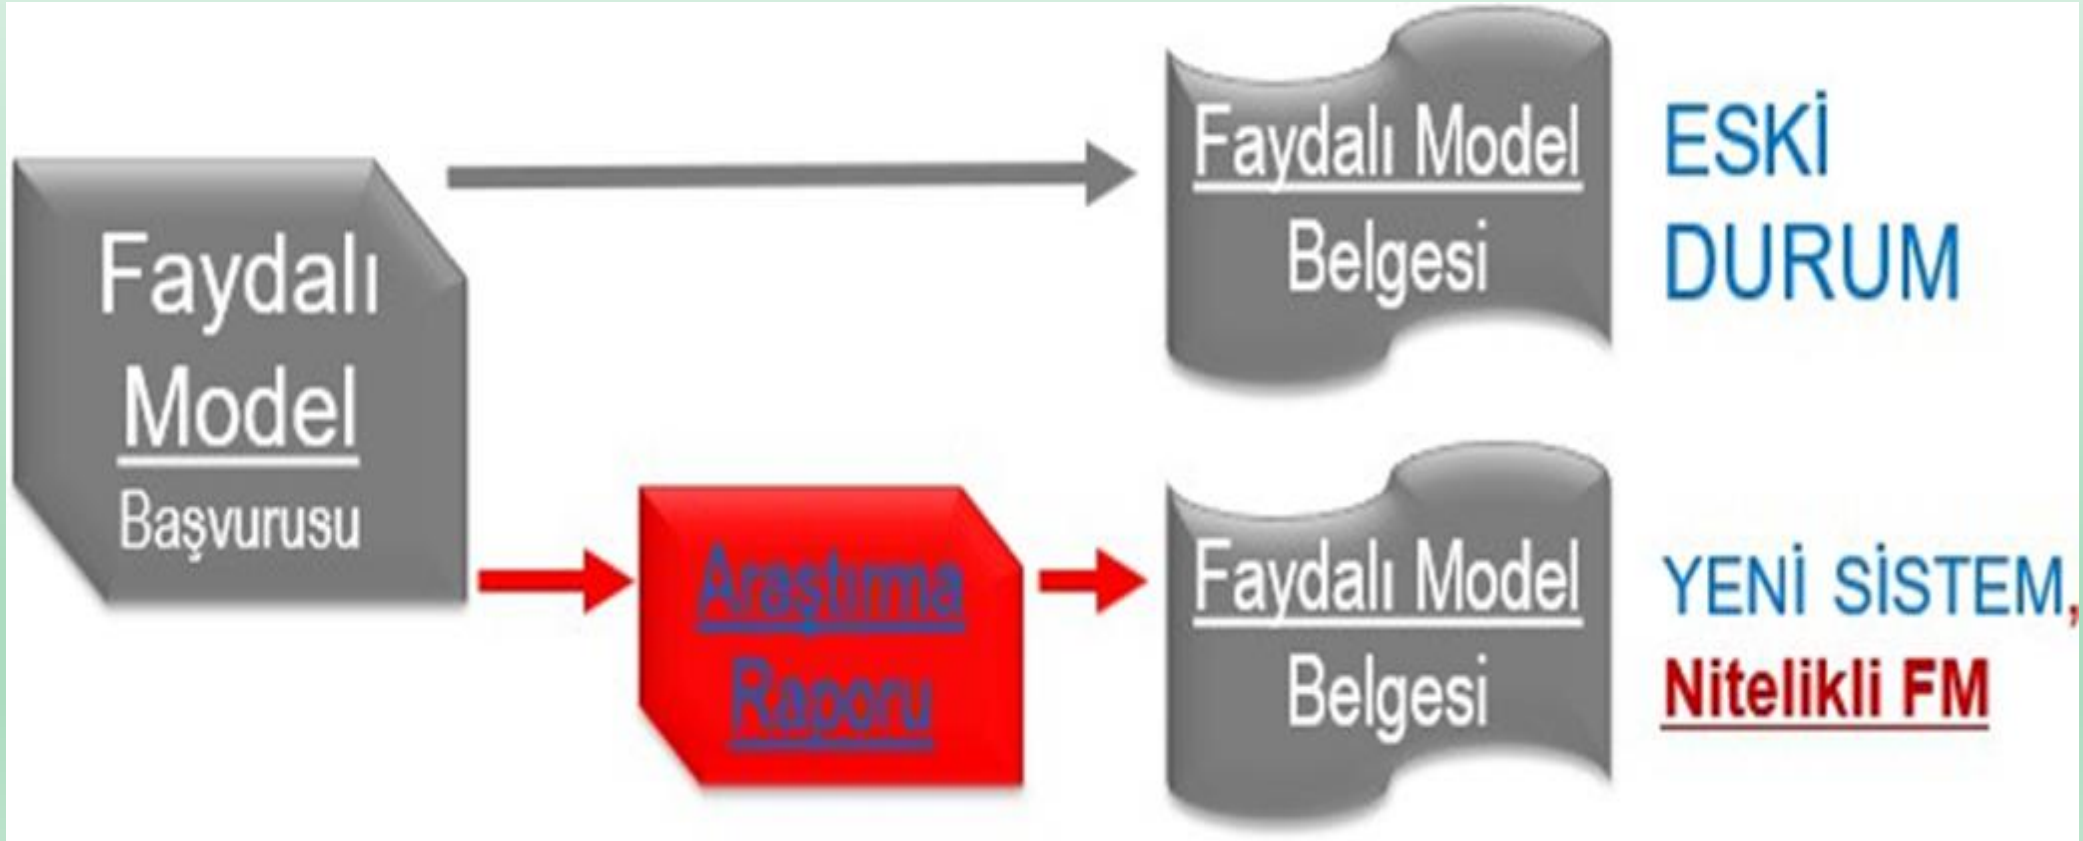 Faydalı
Model
Başvurusu
Faydalı Model
Belgesi
ESKİ
DURUM
Araştırma
Raporu
Faydalı Model
Belgesi
YENİ SİSTEM,
Nitelikli FM